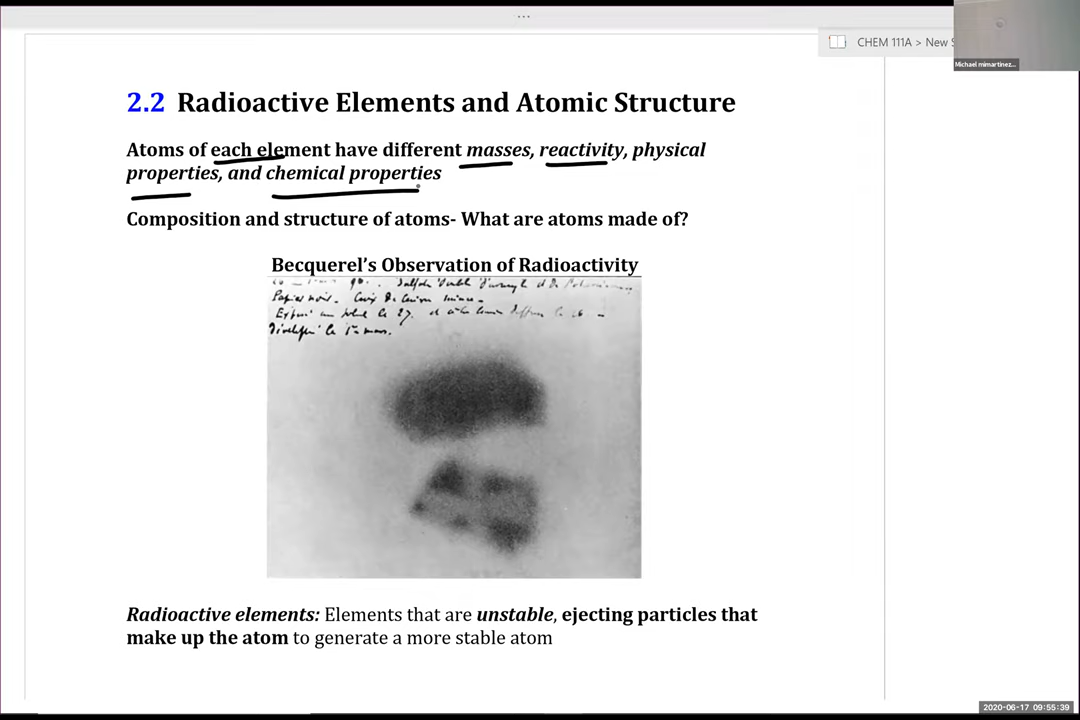 ...
CHEM 111A > New
Michael mimartinez...
2.2 Radioactive Elements and Atomic Structure
Atoms of each element have different masses, reactivity, physical
properties, and chemical properties
Composition and structure of atoms- What are atoms made of?
Becquerel's Observation of Radioactivity
Papier noir.
Radioactive elements: Elements that are unstable, ejecting particles that
make up the atom to generate a more stable atom
2020-06-17 09:55:39